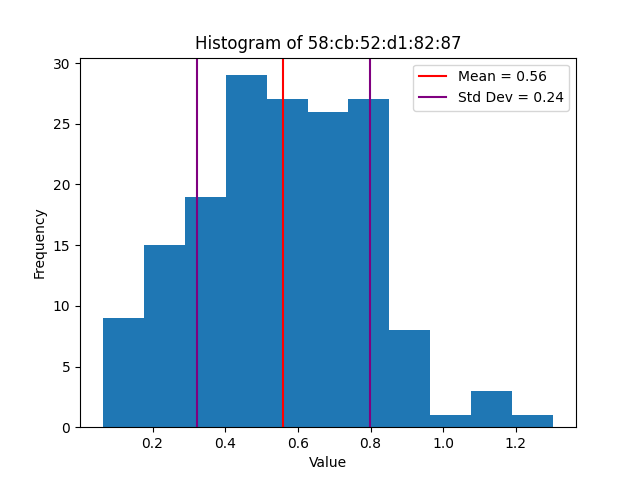 Histogram of 58:cb:52:d1:82:87
Mean = 0.56
Std Dev = 0.24
Frequency
30
25
20
15
10
5
0
0.2 0.4 0.6 0.8 1.0 1.2
Value